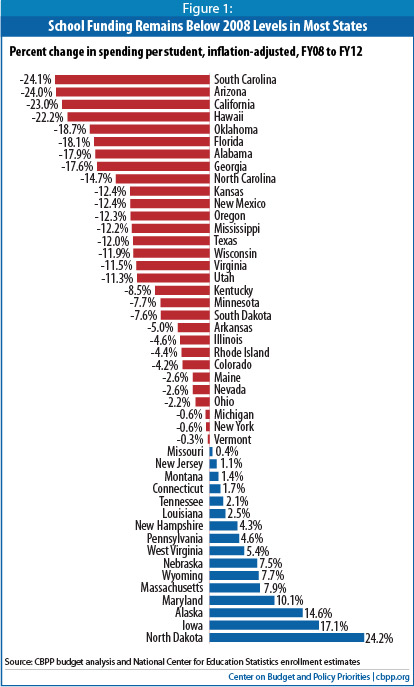 Figure 1:
School Funding Remains Below 2008 Levels in Most States
Percent change in spending per student, inflation-adjusted, FY08 to FY12
-24.1% South Carolina
-24.0% Arizona
-23.0% California
-22.2% Hawaii
-18.7% Oklahoma
-18.1% Florida
-17.9% Alabama
-17.6% Georgia
-14.7% North Carolina
-12.4% Kansas
-12.4% New Mexico
-12.3% Oregon
-12.2% Mississippi
-12.0% Texas
-11.9% Wisconsin
-11.5% Virginia
-11.3% Utah
-8.5% Kentucky
-7.7% Minnesota
-7.6% South Dakota
-5.0% Arkansas
-4.6% Illinois
-4.4% Rhode Island
-4.2% Colorado
-2.6% Maine
-2.6% Nevada
-2.2% Ohio
-0.6% Michigan
-0.6% New York
-0.3% Vermont
Missouri 0.4%
New Jersey 1.1%
Montana 1.4%
Connecticut 1.7%
Tennessee 2.1%
Louisiana 2.5%
New Hampshire 4.3%
Pennsylvania 4.6%
West Virginia 5.4%
Nebraska 7.5%
Wyoming 7.7%
Massachusetts 7.9%
Maryland 10.1%
Alaska 14.6%
Iowa 17.1%
North Dakota 24.2%
Source: CBPP budget analysis and National Center for Education Statistics enrollment estimates
Center on Budget and Policy Priorities | cbpp.org